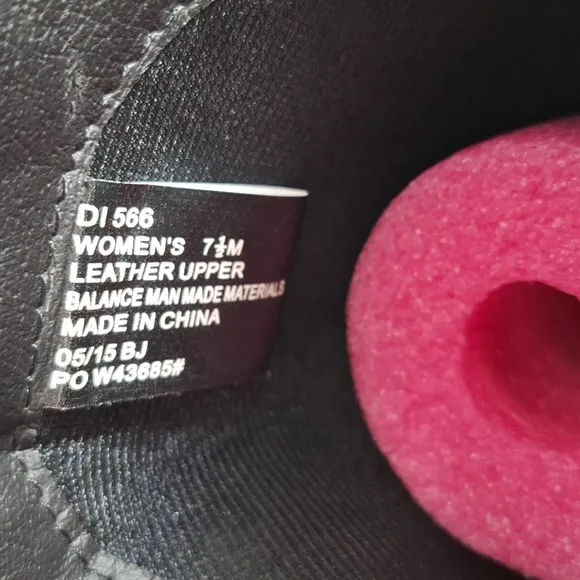 DI 566
WOMEN'S 7½M
LEATHER UPPER
BALANCE MAN MADE MATERIALS
MADE IN CHINA
05/15 BJ
PO W43685#